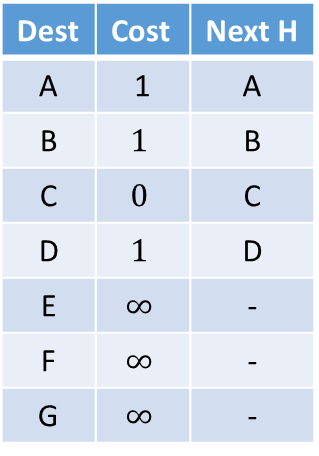 Dest Cost Next H
A 1 A
B 1 B
C 0 C
D 1 D
E ∞ -
F ∞ -
G ∞ -